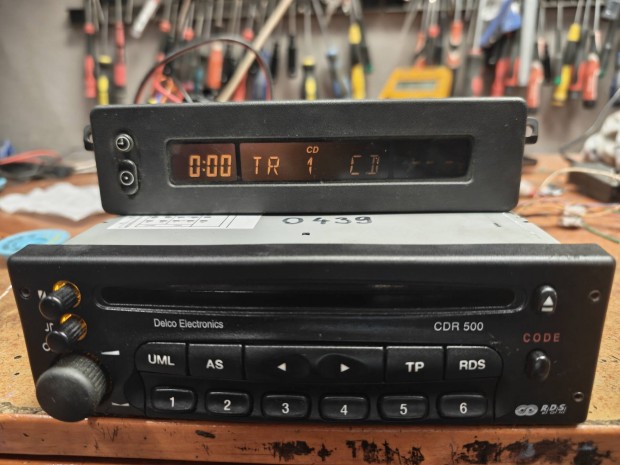 CD
0:00 TR 1 CD
0439
Delco Electronics
CDR 500
CODE
UML AS TP RDS
1 2 3 4 5 6
CD R.D.S